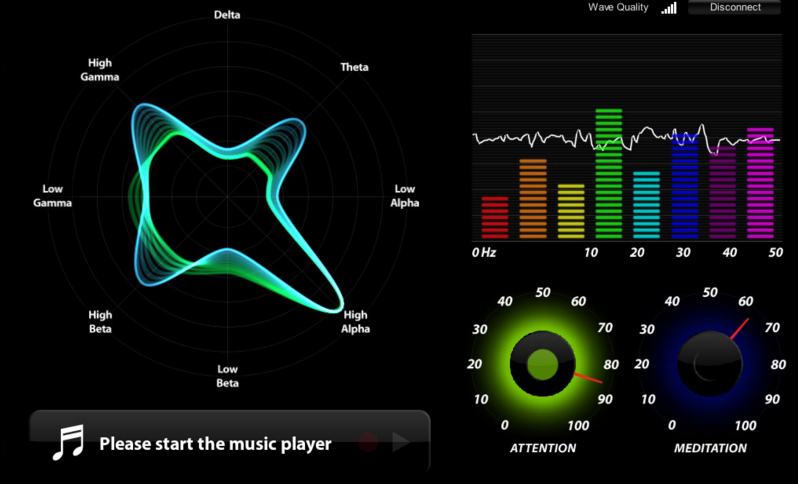 Wave Quality
Disconnect
Delta
Theta
Low
Alpha
High
Alpha
Low
Beta
High
Beta
Low
Gamma
High
Gamma
0 Hz 10 20 30 40 50
0 10 20 30 40 50 60 70 80 90 100
ATTENTION
0 10 20 30 40 50 60 70 80 90 100
MEDITATION
Please start the music player